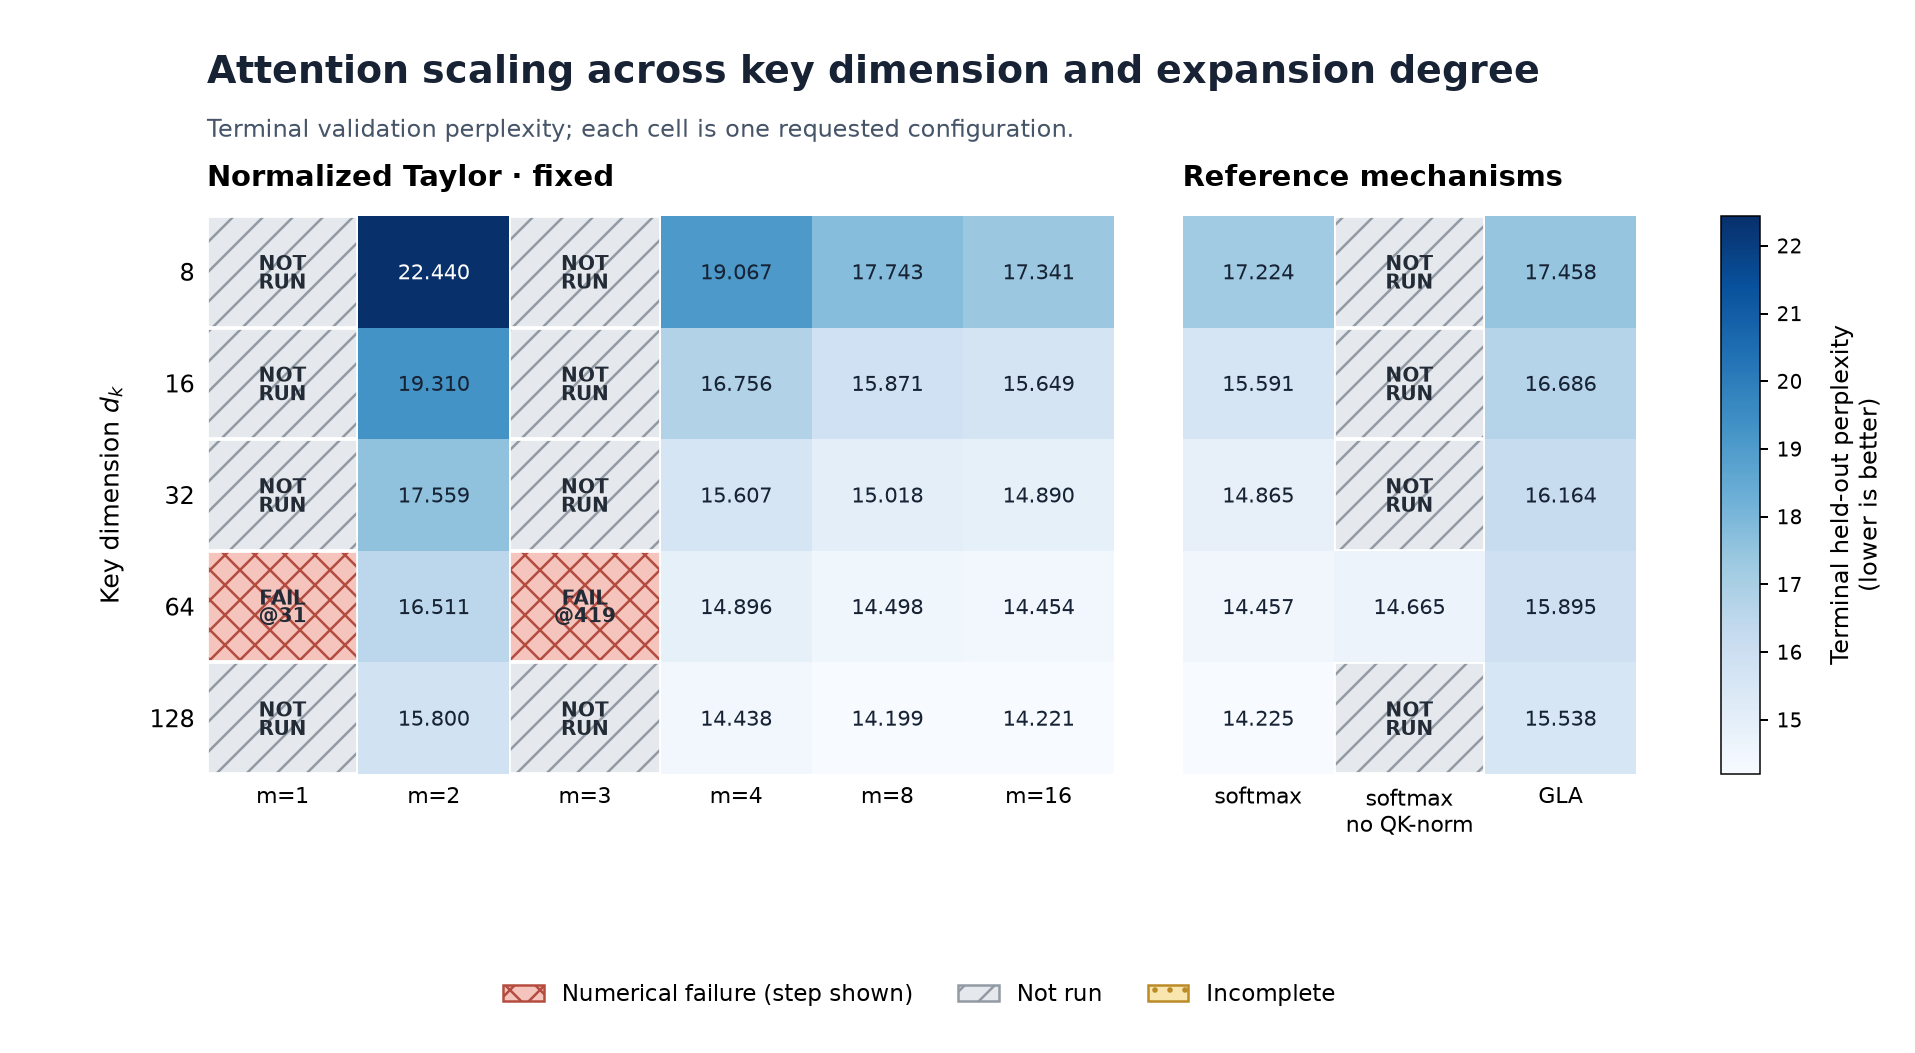 Attention scaling across key dimension and expansion degree
Terminal validation perplexity; each cell is one requested configuration.
Normalized Taylor · fixed
Reference mechanisms
Key dimension dₖ
8
NOT
RUN
22.440
NOT
RUN
19.067
17.743
17.341
17.224
NOT
RUN
17.458
16
NOT
RUN
19.310
NOT
RUN
16.756
15.871
15.649
15.591
NOT
RUN
16.686
32
NOT
RUN
17.559
NOT
RUN
15.607
15.018
14.890
14.865
NOT
RUN
16.164
64
FAIL
@31
16.511
FAIL
@419
14.896
14.498
14.454
14.457
14.665
15.895
128
NOT
RUN
15.800
NOT
RUN
14.438
14.199
14.221
14.225
NOT
RUN
15.538
m=1
m=2
m=3
m=4
m=8
m=16
softmax
softmax
no QK-norm
GLA
22
21
20
19
18
17
16
15
Terminal held-out perplexity
(lower is better)
Numerical failure (step shown)
Not run
Incomplete